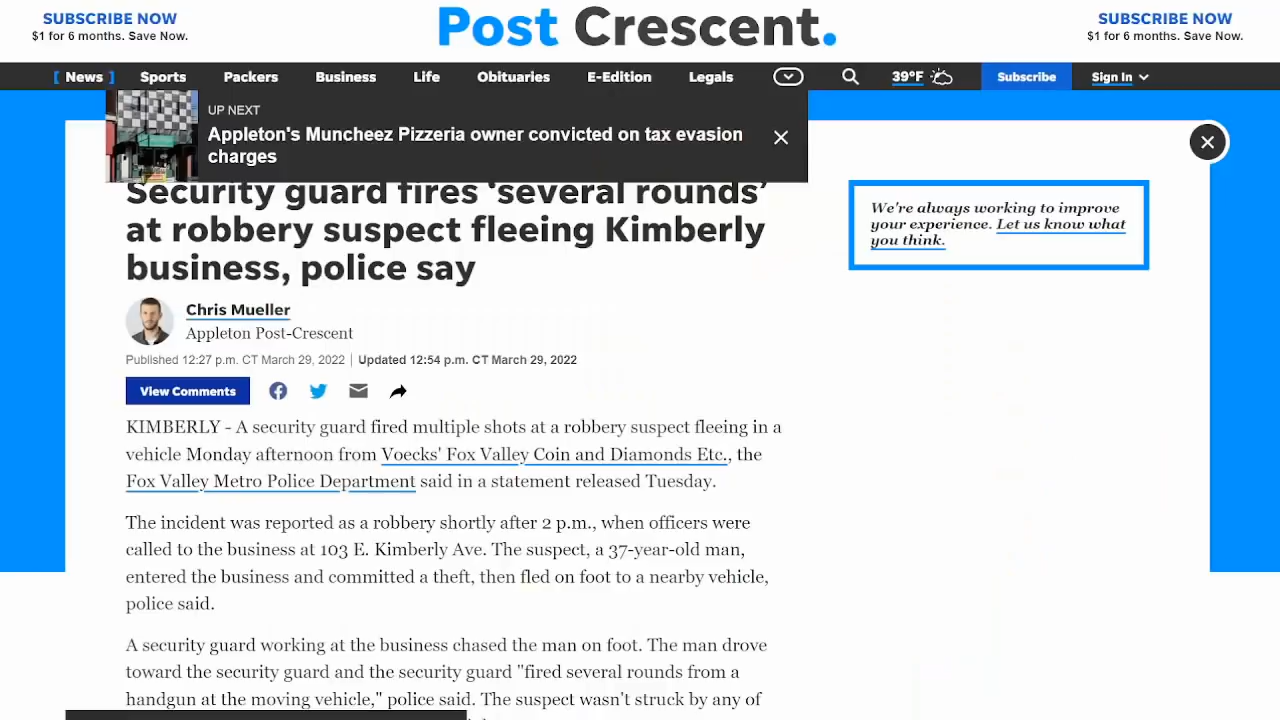 SUBSCRIBE NOW
$1 for 6 months. Save Now.
Post Crescent.
SUBSCRIBE NOW
$1 for 6 months. Save Now.
[ News ] Sports Packers Business Life Obituaries E-Edition Legals 39°F Subscribe Sign In
UP NEXT
Appleton's Muncheez Pizzeria owner convicted on tax evasion
charges
Security guard fires ‘several rounds’
at robbery suspect fleeing Kimberly
business, police say
Chris Mueller
Appleton Post-Crescent
Published 12:27 p.m. CT March 29, 2022 | Updated 12:54 p.m. CT March 29, 2022
View Comments
KIMBERLY - A security guard fired multiple shots at a robbery suspect fleeing in a
vehicle Monday afternoon from Voecks' Fox Valley Coin and Diamonds Etc., the
Fox Valley Metro Police Department said in a statement released Tuesday.
The incident was reported as a robbery shortly after 2 p.m., when officers were
called to the business at 103 E. Kimberly Ave. The suspect, a 37-year-old man,
entered the business and committed a theft, then fled on foot to a nearby vehicle,
police said.
A security guard working at the business chased the man on foot. The man drove
toward the security guard and the security guard "fired several rounds from a
handgun at the moving vehicle," police said. The suspect wasn't struck by any of
We're always working to improve
your experience. Let us know what
you think.